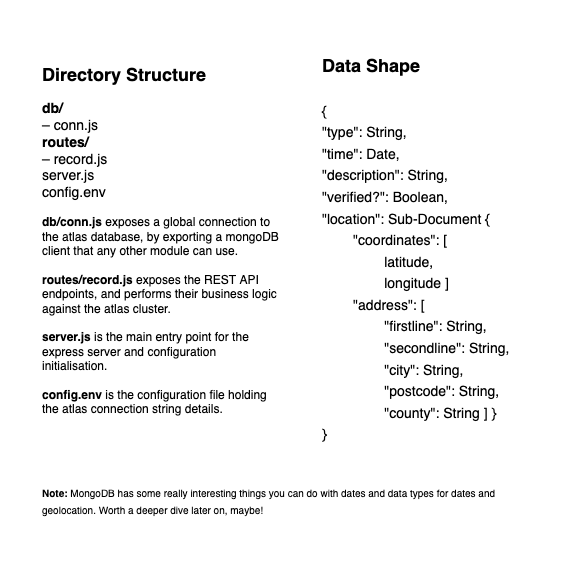 Directory Structure
db/
– conn.js
routes/
– record.js
server.js
config.env
db/conn.js exposes a global connection to
the atlas database, by exporting a mongoDB
client that any other module can use.
routes/record.js exposes the REST API
endpoints, and performs their business logic
against the atlas cluster.
server.js is the main entry point for the
express server and configuration
initialisation.
config.env is the configuration file holding
the atlas connection string details.
Data Shape
{
"type": String,
"time": Date,
"description": String,
"verified?": Boolean,
"location": Sub-Document {
"coordinates": [
latitude,
longitude ]
"address": [
"firstline": String,
"secondline": String,
"city": String,
"postcode": String,
"county": String ] }
}
Note: MongoDB has some really interesting things you can do with dates and data types for dates and
geolocation. Worth a deeper dive later on, maybe!